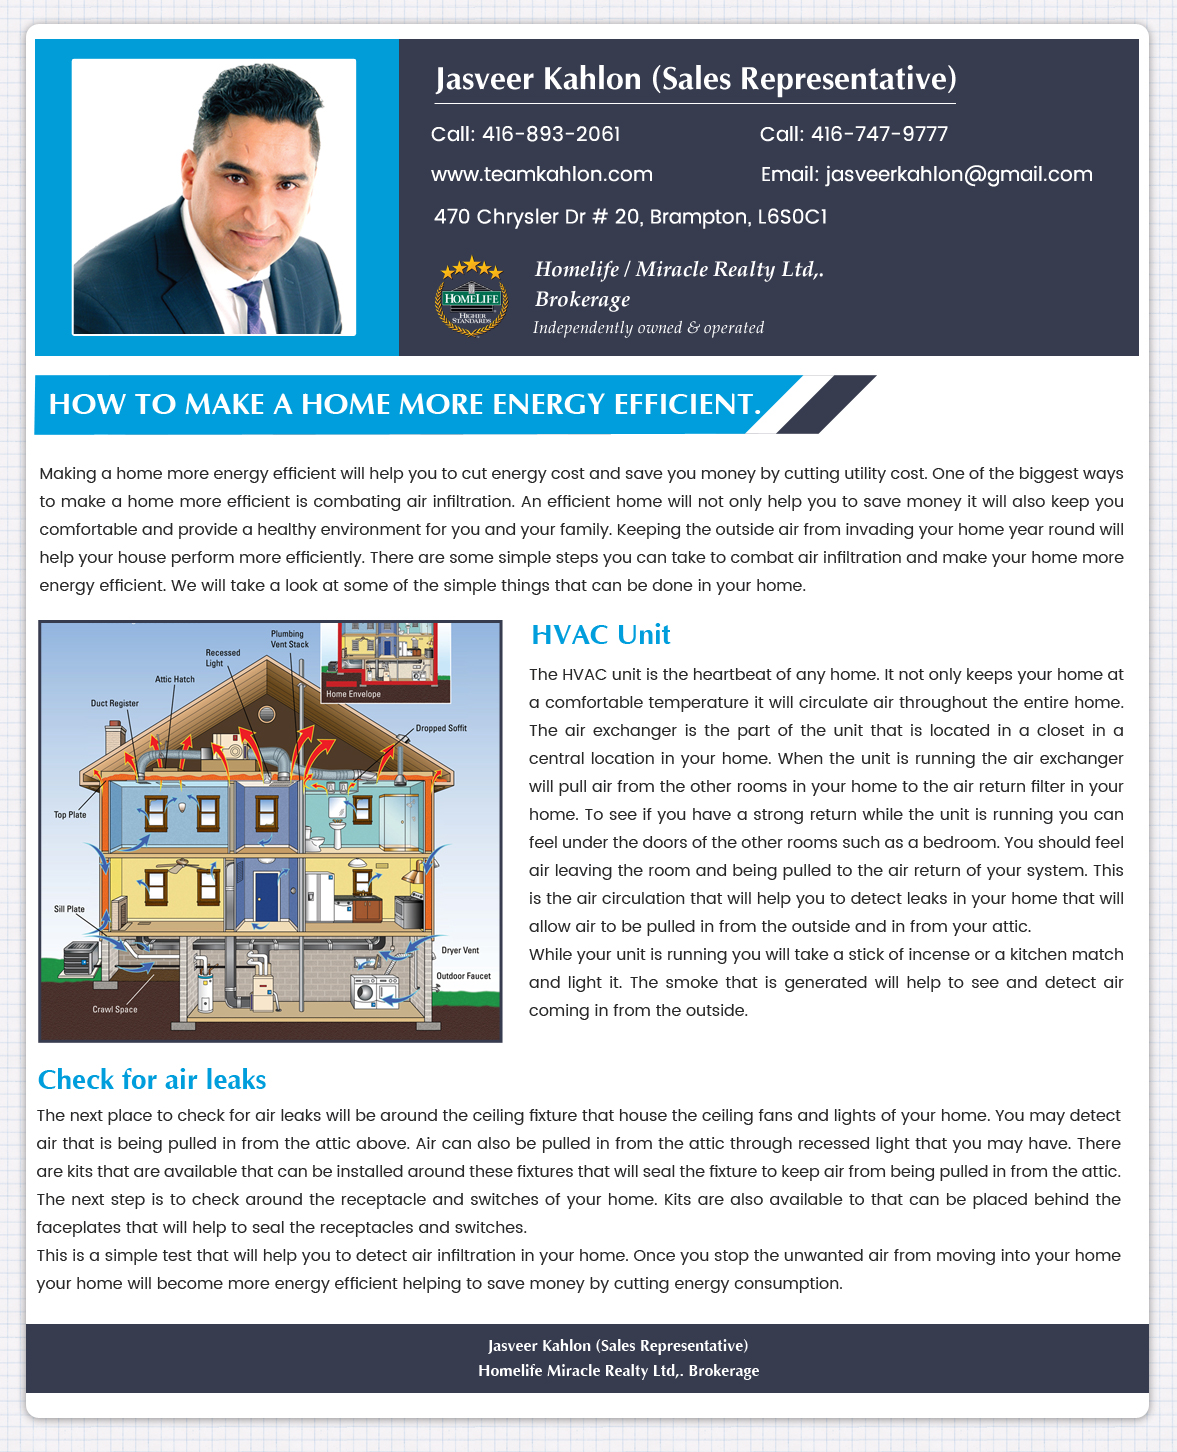 Jasveer Kahlon (Sales Representative)
Call: 416-893-2061
Call: 416-747-9777
www.teamkahlon.com
Email: jasveerkahlon@gmail.com
470 Chrysler Dr # 20, Brampton, L6S0C1
HOMELIFE
HIGHER
STANDARDS
Homelife / Miracle Realty Ltd,.
Brokerage
Independently owned & operated
HOW TO MAKE A HOME MORE ENERGY EFFICIENT.
Making a home more energy efficient will help you to cut energy cost and save you money by cutting utility cost. One of the biggest ways
to make a home more efficient is combating air infiltration. An efficient home will not only help you to save money it will also keep you
comfortable and provide a healthy environment for you and your family. Keeping the outside air from invading your home year round will
help your house perform more efficiently. There are some simple steps you can take to combat air infiltration and make your home more
energy efficient. We will take a look at some of the simple things that can be done in your home.
Plumbing
Vent Stack
Recessed
Light
Attic Hatch
Duct Register
Home Envelope
Dropped Soffit
Top Plate
Sill Plate
Dryer Vent
Outdoor Faucet
Crawl Space
HVAC Unit
The HVAC unit is the heartbeat of any home. It not only keeps your home at
a comfortable temperature it will circulate air throughout the entire home.
The air exchanger is the part of the unit that is located in a closet in a
central location in your home. When the unit is running the air exchanger
will pull air from the other rooms in your home to the air return filter in your
home. To see if you have a strong return while the unit is running you can
feel under the doors of the other rooms such as a bedroom. You should feel
air leaving the room and being pulled to the air return of your system. This
is the air circulation that will help you to detect leaks in your home that will
allow air to be pulled in from the outside and in from your attic.
While your unit is running you will take a stick of incense or a kitchen match
and light it. The smoke that is generated will help to see and detect air
coming in from the outside.
Check for air leaks
The next place to check for air leaks will be around the ceiling fixture that house the ceiling fans and lights of your home. You may detect
air that is being pulled in from the attic above. Air can also be pulled in from the attic through recessed light that you may have. There
are kits that are available that can be installed around these fixtures that will seal the fixture to keep air from being pulled in from the attic.
The next step is to check around the receptacle and switches of your home. Kits are also available to that can be placed behind the
faceplates that will help to seal the receptacles and switches.
This is a simple test that will help you to detect air infiltration in your home. Once you stop the unwanted air from moving into your home
your home will become more energy efficient helping to save money by cutting energy consumption.
Jasveer Kahlon (Sales Representative)
Homelife Miracle Realty Ltd,. Brokerage